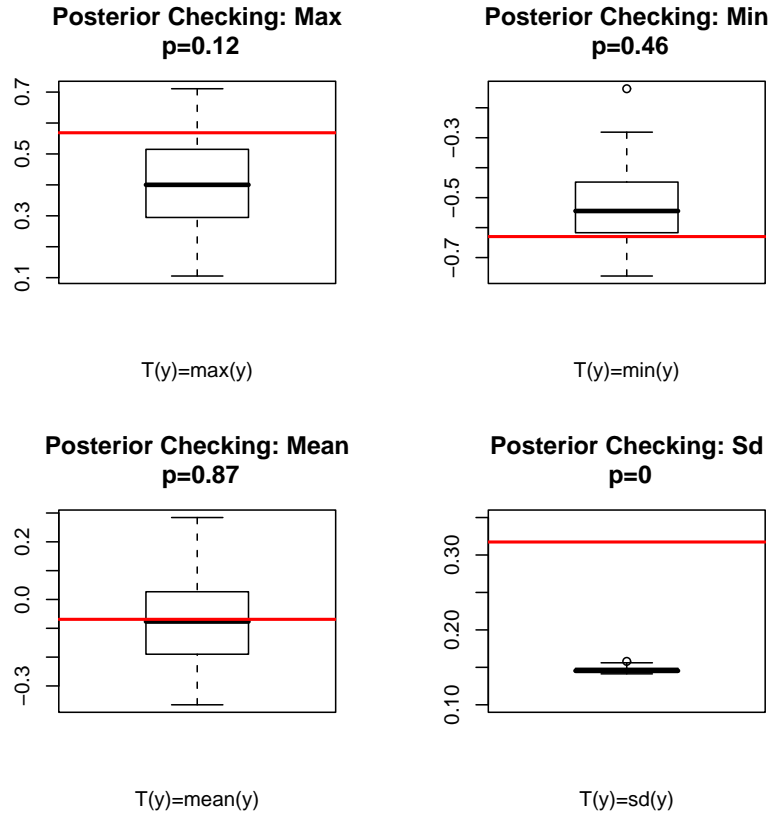 Posterior Checking: Max
p=0.12
0.7
0.5
0.3
0.1
T(y)=max(y)
Posterior Checking: Min
p=0.46
−0.3
−0.5
−0.7
T(y)=min(y)
Posterior Checking: Mean
p=0.87
0.2
0.0
−0.3
T(y)=mean(y)
Posterior Checking: Sd
p=0
0.30
0.20
0.10
T(y)=sd(y)